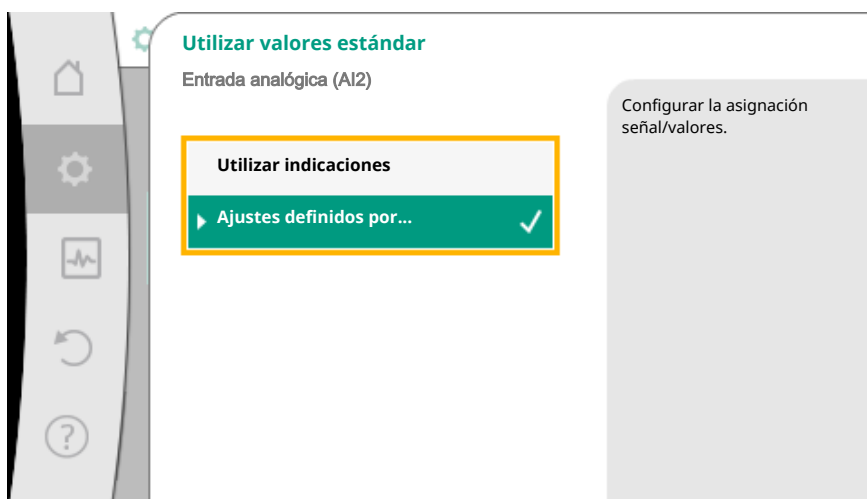 Utilizar valores estándar
Entrada analógica (AI2)
Configurar la asignación
señal/valores.
Utilizar indicaciones
Ajustes definidos por...
?